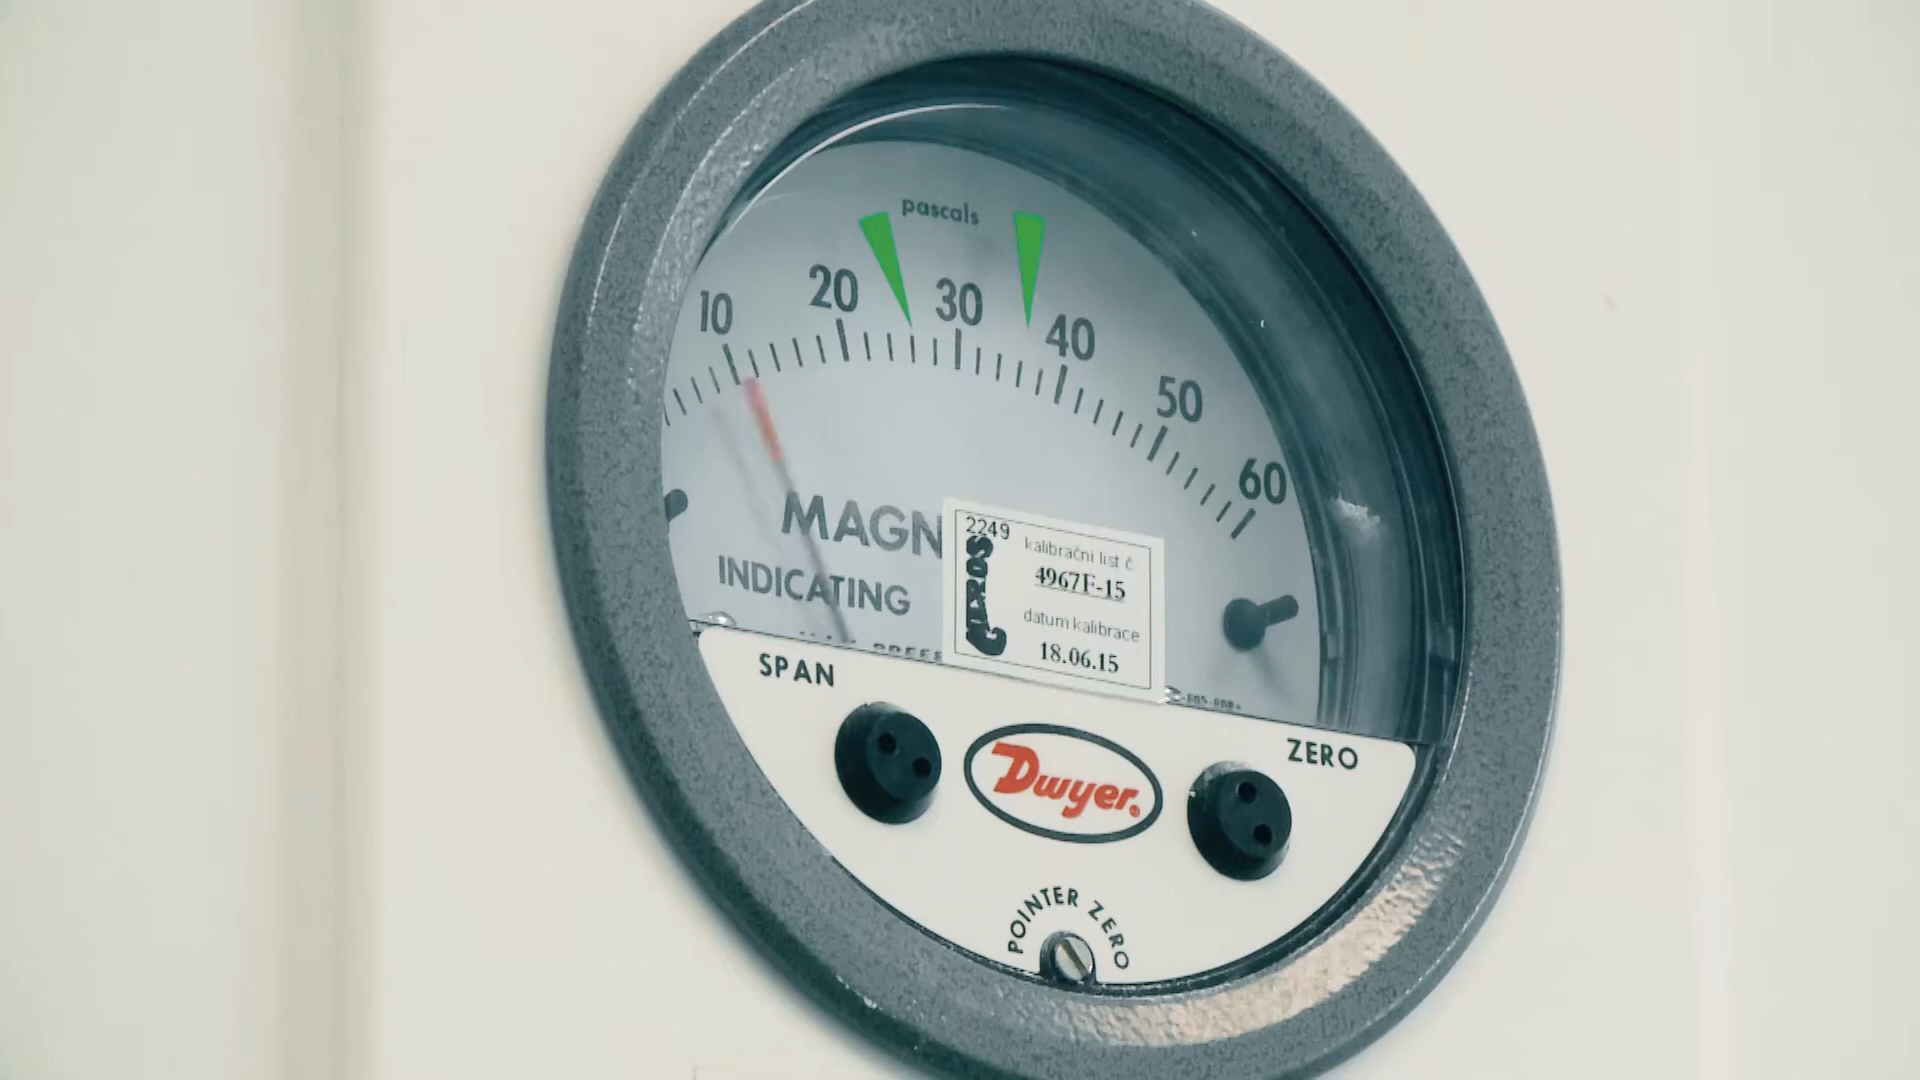 pascals
10 20 30 40 50 60
MAGN
INDICATING
2249
GUROS
kalibrační list č.
4967F-15
datum kalibrace
18.06.15
SPAN
ZERO
Dwyer®
POINTER ZERO